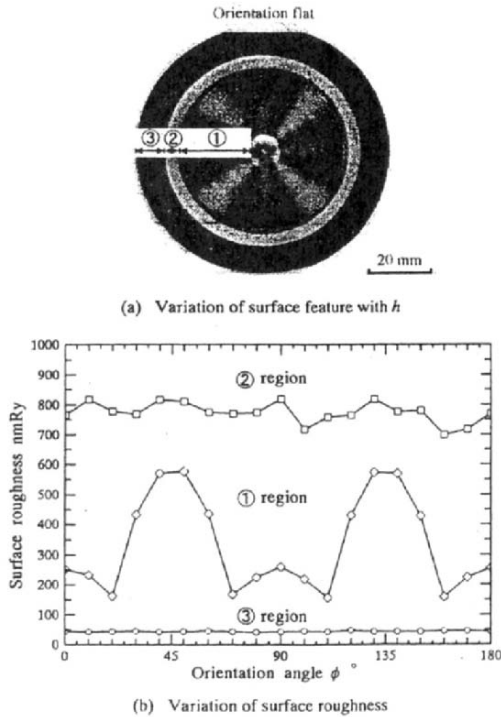 Orientation flat
③ ② ①
20 mm
(a) Variation of surface feature with h
1000
900
800
700
600
500
400
300
200
100
0
Surface roughness nmRy
② region
① region
③ region
0 45 90 135 180
Orientation angle ϕ °
(b) Variation of surface roughness